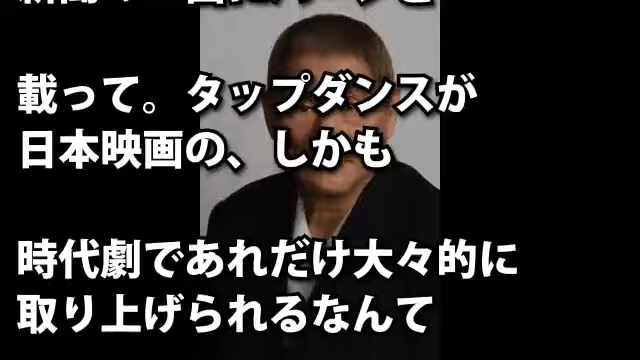 載って。タップダンスが
日本映画の、しかも
時代劇であれだけ大々的に
取り上げられるなんて